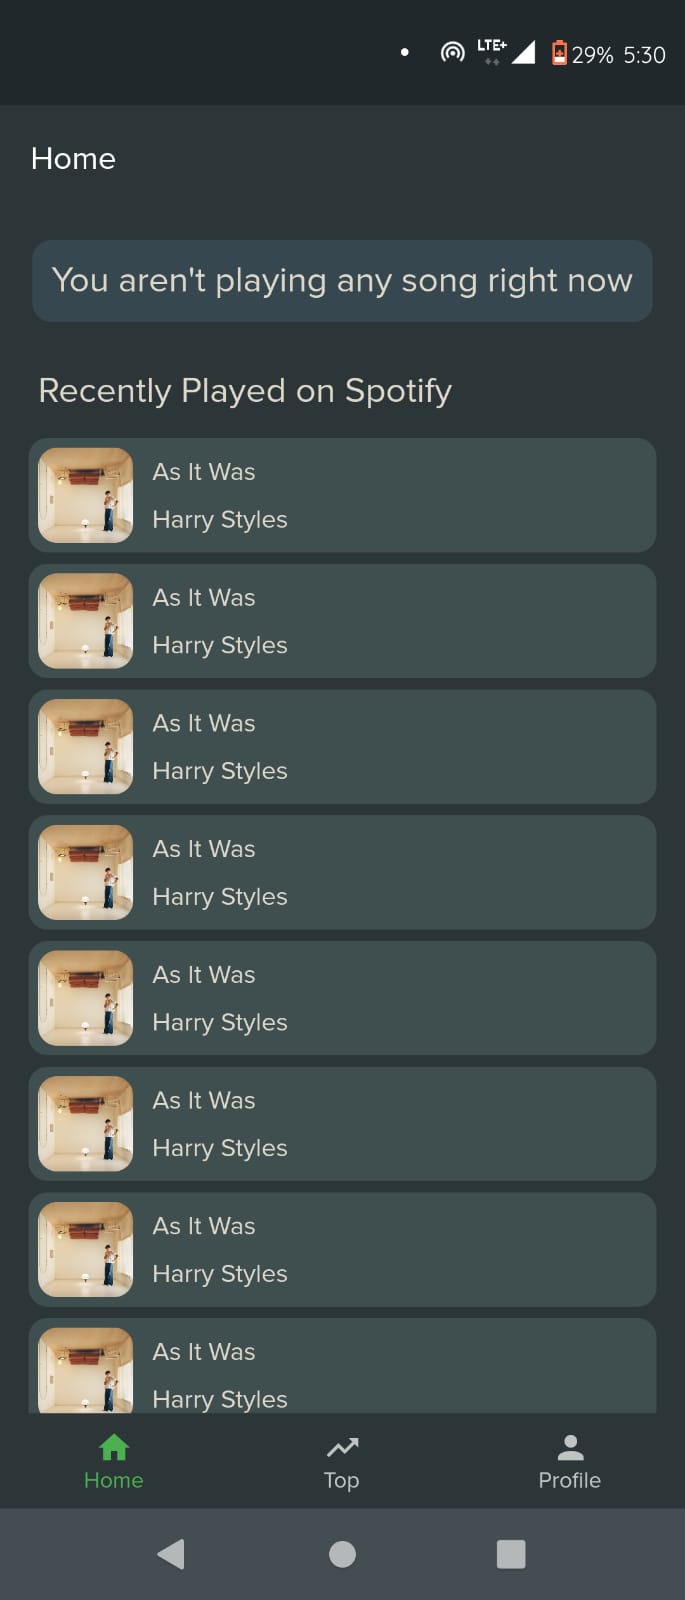 LTE+ 29% 5:30
Home
You aren't playing any song right now
Recently Played on Spotify
As It Was
Harry Styles
As It Was
Harry Styles
As It Was
Harry Styles
As It Was
Harry Styles
As It Was
Harry Styles
As It Was
Harry Styles
As It Was
Harry Styles
As It Was
Harry Styles
Home Top Profile